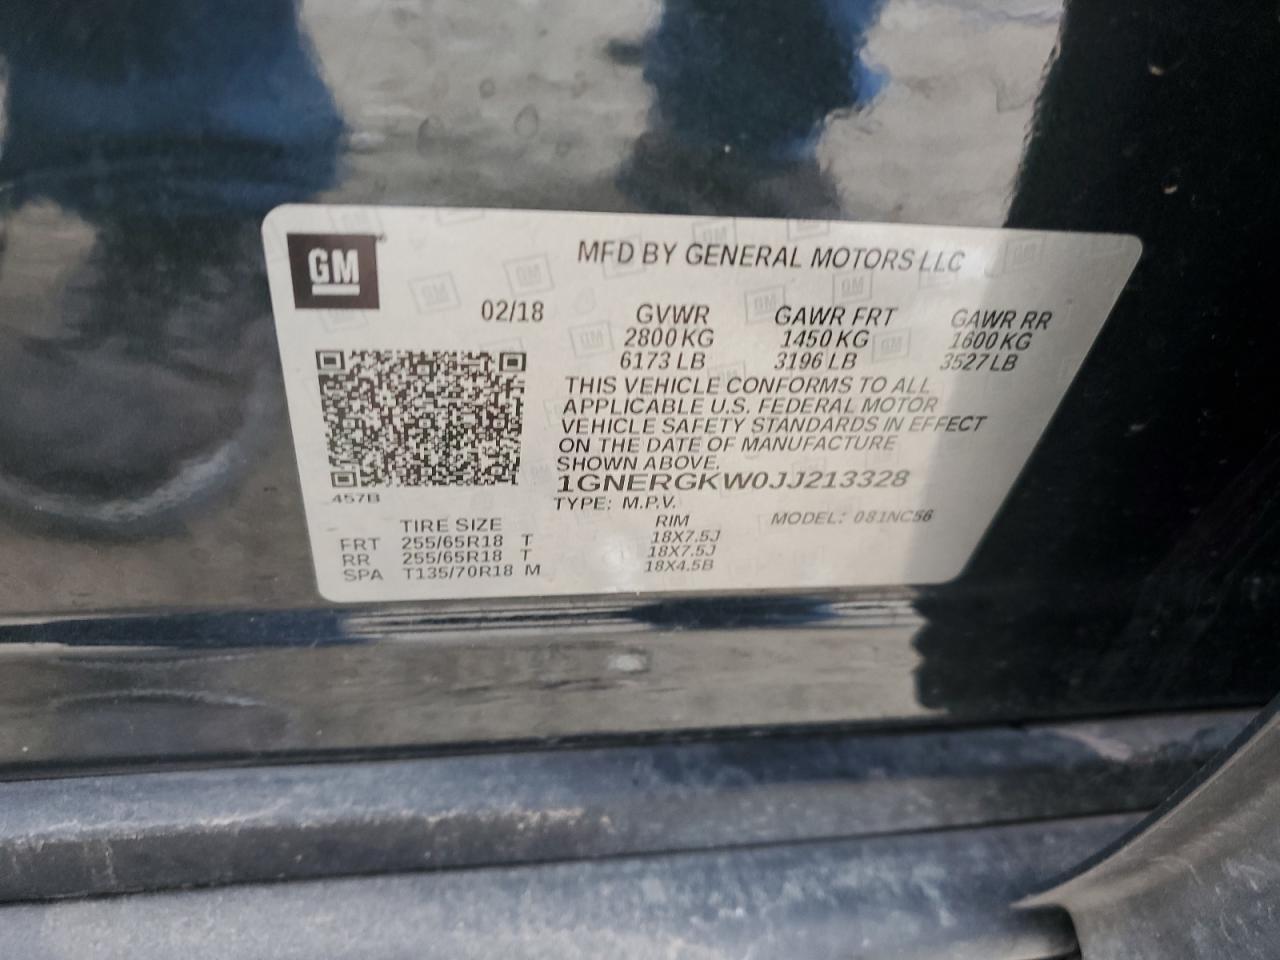 GM
MFD BY GENERAL MOTORS LLC
02/18 GVWR GAWR FRT GAWR RR
2800 KG 1450 KG 1600 KG
6173 LB 3196 LB 3527 LB
THIS VEHICLE CONFORMS TO ALL
APPLICABLE U.S. FEDERAL MOTOR
VEHICLE SAFETY STANDARDS IN EFFECT
ON THE DATE OF MANUFACTURE
SHOWN ABOVE.
1GNERGKW0JJ213328
457B
TYPE: M.P.V. MODEL: 081NC56
TIRE SIZE RIM
FRT 255/65R18 T 18X7.5J
RR 255/65R18 T 18X7.5J
SPA T135/70R18 M 18X4.5B